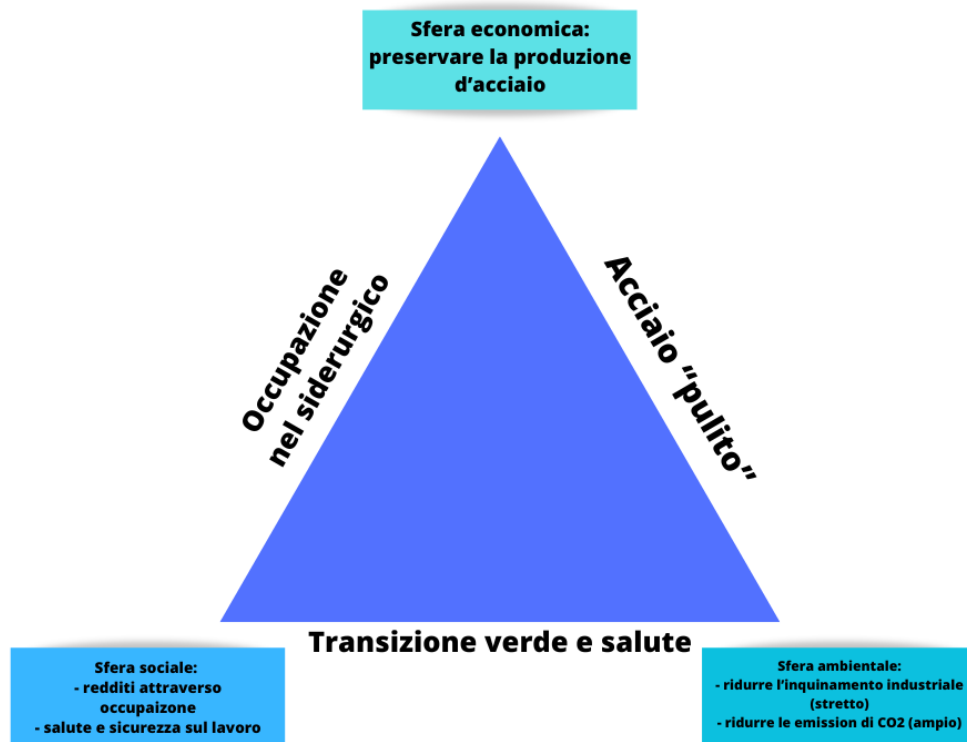 Sfera economica:
preservare la produzione
d’acciaio
Occupazione
nel siderurgico
Acciaio “pulito”
Transizione verde e salute
Sfera sociale:
- redditi attraverso
occupaizone
- salute e sicurezza sul lavoro
Sfera ambientale:
- ridurre l’inquinamento industriale
(stretto)
- ridurre le emission di CO2 (ampio)